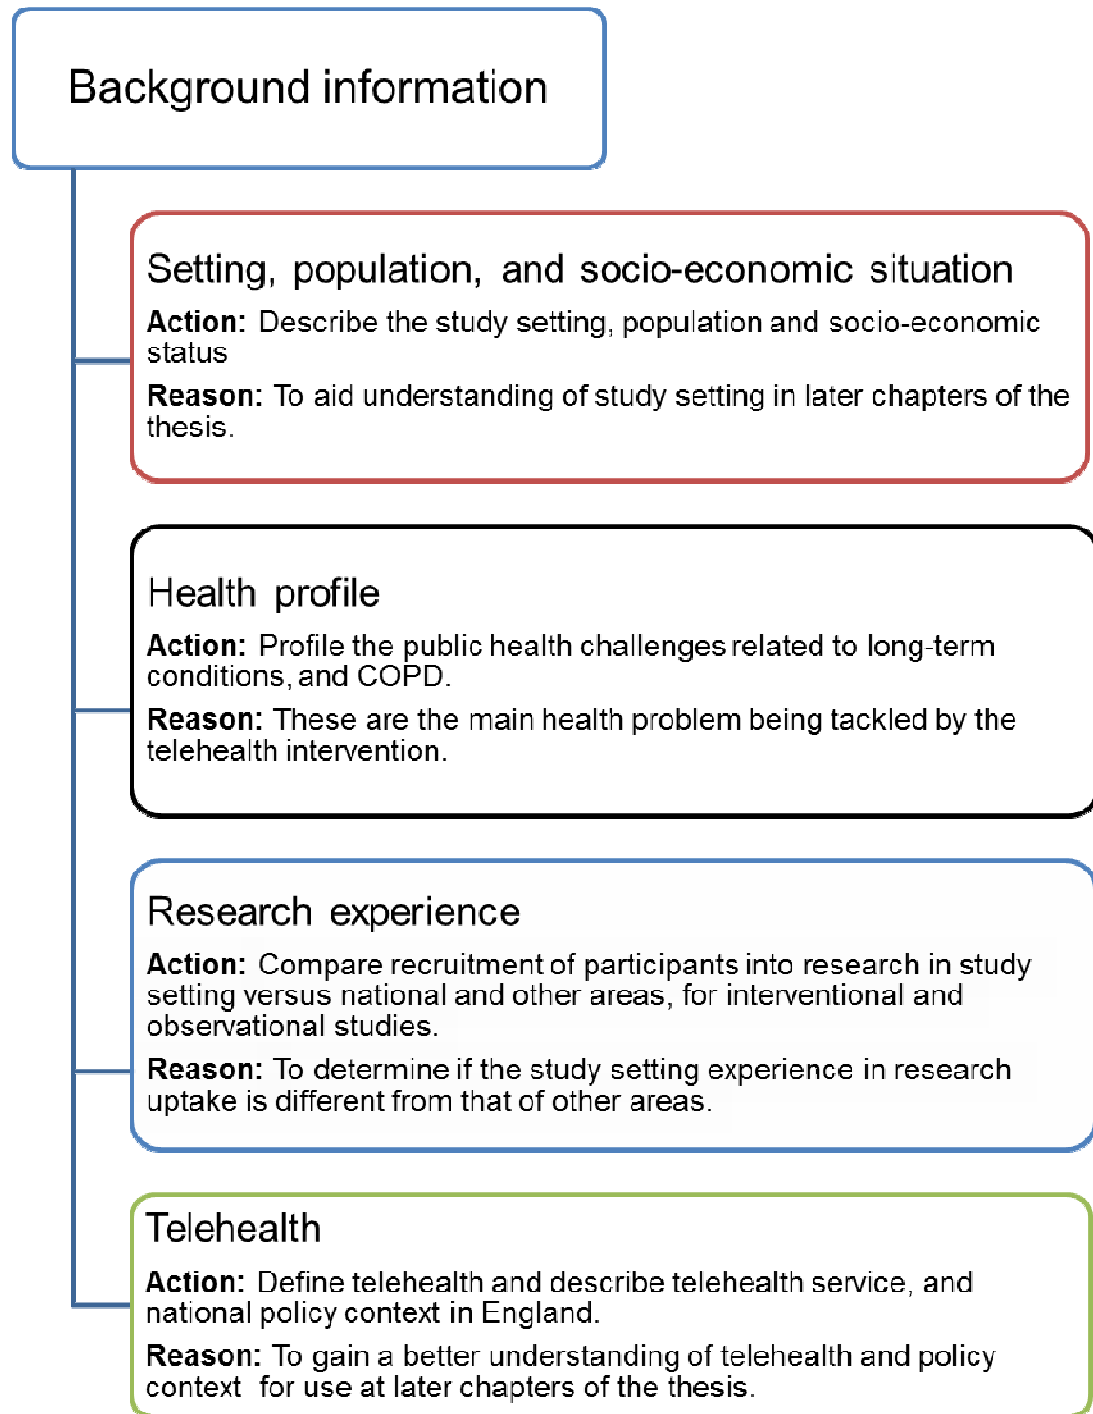 Background information
Setting, population, and socio-economic situation
Action: Describe the study setting, population and socio-economic
status
Reason: To aid understanding of study setting in later chapters of the
thesis.
Health profile
Action: Profile the public health challenges related to long-term
conditions, and COPD.
Reason: These are the main health problem being tackled by the
telehealth intervention.
Research experience
Action: Compare recruitment of participants into research in study
setting versus national and other areas, for interventional and
observational studies.
Reason: To determine if the study setting experience in research
uptake is different from that of other areas.
Telehealth
Action: Define telehealth and describe telehealth service, and
national policy context in England.
Reason: To gain a better understanding of telehealth and policy
context for use at later chapters of the thesis.